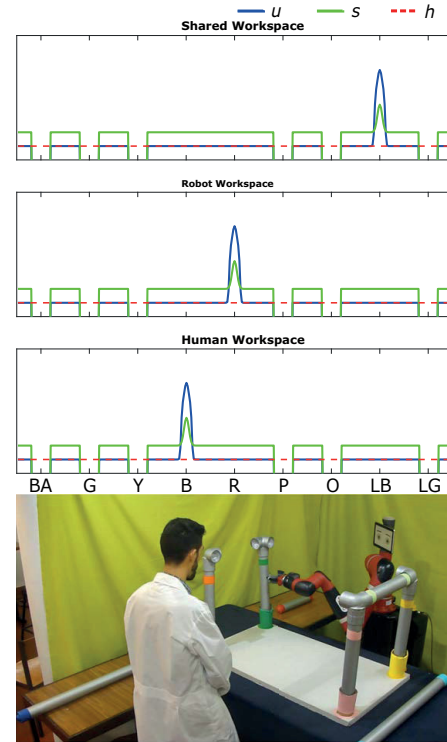 u s h
Shared Workspace
Robot Workspace
Human Workspace
BA G Y B R P O LB LG